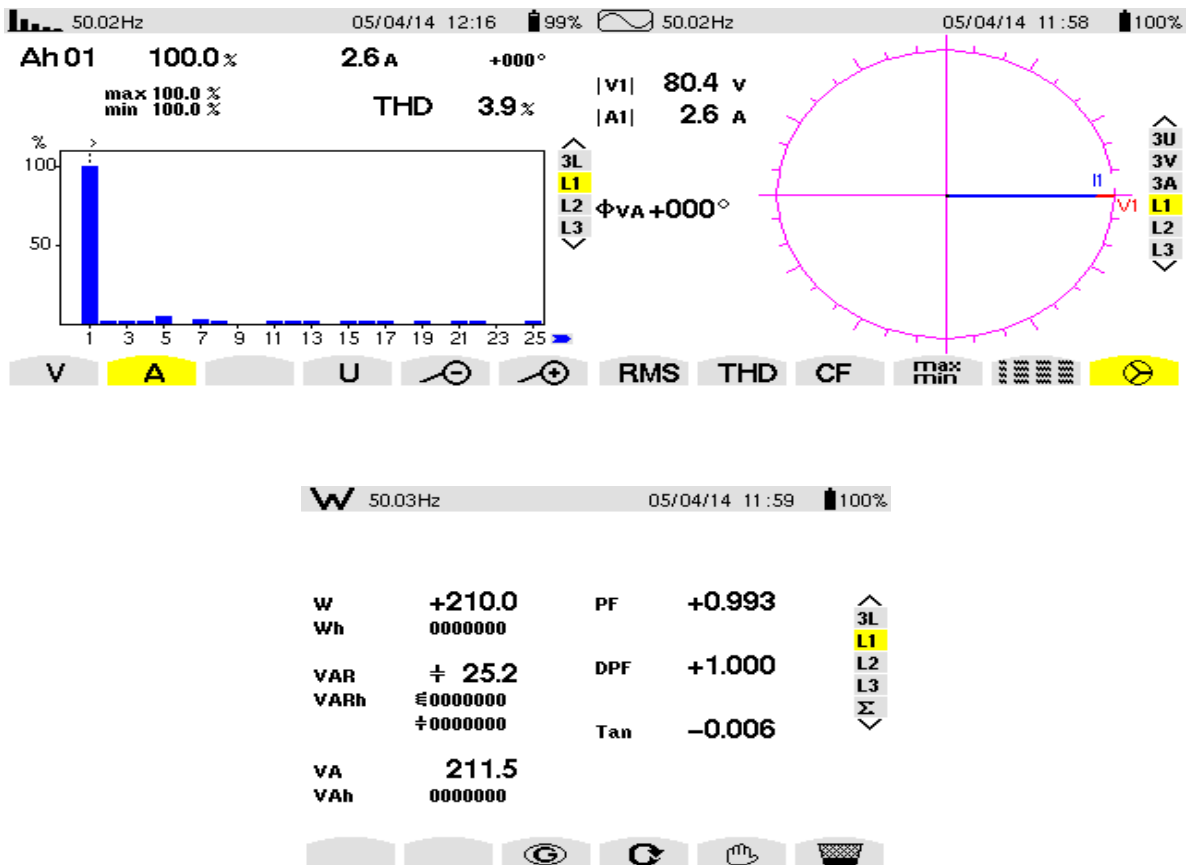 50.02Hz 05/04/14 12:16 99%
Ah 01 100.0 % 2.6 A +000°
max 100.0 %
min 100.0 %
THD 3.9 %
%
100
50
1 3 5 7 9 11 13 15 17 19 21 23 25
>
3L
L1
L2
L3
V A U
50.02Hz 05/04/14 11:58 100%
|V1| 80.4 V
|A1| 2.6 A
ΦVA +000°
I1
V1
3U
3V
3A
L1
L2
L3
RMS THD CF max min
W 50.03Hz 05/04/14 11:59 100%
W +210.0 PF +0.993
Wh 0000000
VAR 25.2 DPF +1.000
VARh 0000000
0000000
Tan -0.006
VA 211.5
VAh 0000000
3L
L1
L2
L3
Σ
G